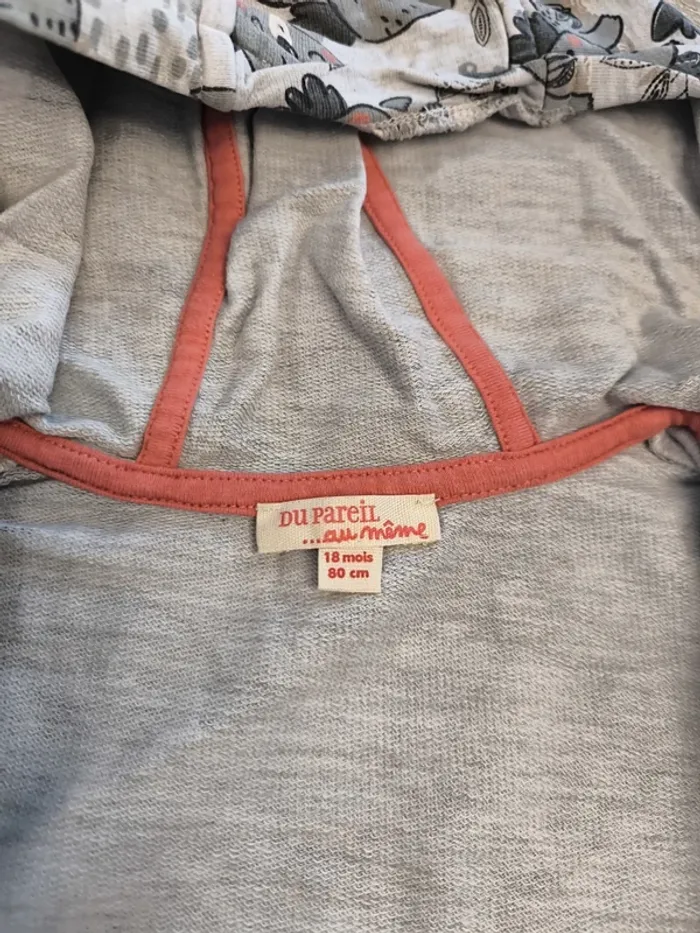 DU PAREIL
...au même
18 mois
80 cm